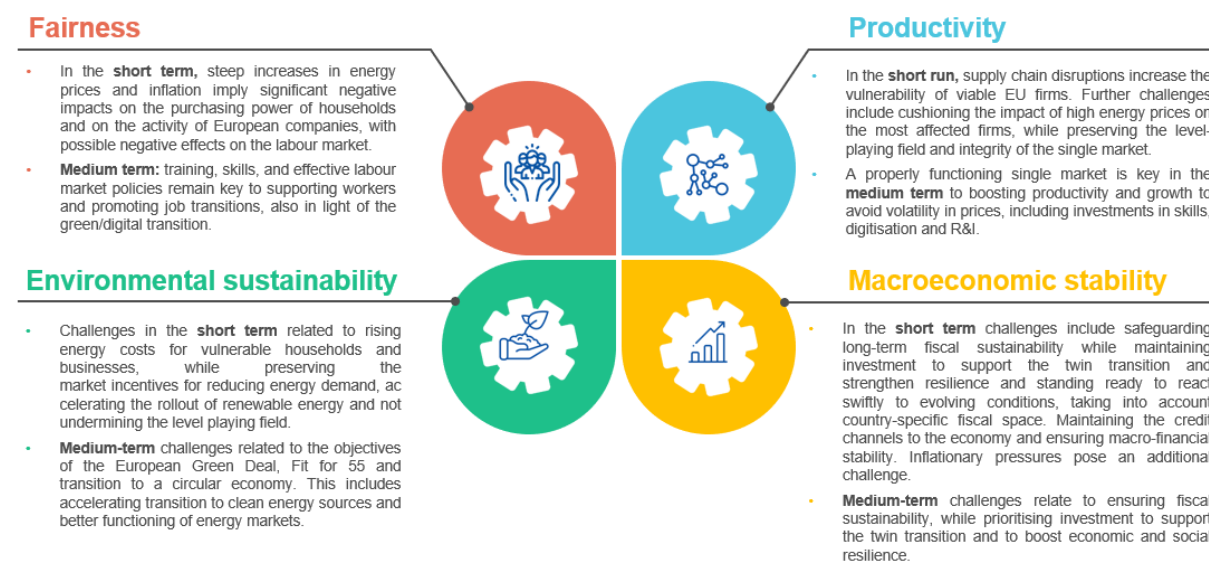 Fairness
• In the short term, steep increases in energy
prices and inflation imply significant negative
impacts on the purchasing power of households
and on the activity of European companies, with
possible negative effects on the labour market.
• Medium term: training, skills, and effective labour
market policies remain key to supporting workers
and promoting job transitions, also in light of the
green/digital transition.
Productivity
• In the short run, supply chain disruptions increase the
vulnerability of viable EU firms. Further challenges
include cushioning the impact of high energy prices on
the most affected firms, while preserving the level-
playing field and integrity of the single market.
• A properly functioning single market is key in the
medium term to boosting productivity and growth to
avoid volatility in prices, including investments in skills,
digitisation and R&I.
Environmental sustainability
• Challenges in the short term related to rising
energy costs for vulnerable households and
businesses, while preserving the
market incentives for reducing energy demand, ac
celerating the rollout of renewable energy and not
undermining the level playing field.
• Medium-term challenges related to the objectives
of the European Green Deal, Fit for 55 and
transition to a circular economy. This includes
accelerating transition to clean energy sources and
better functioning of energy markets.
Macroeconomic stability
• In the short term challenges include safeguarding
long-term fiscal sustainability while maintaining
investment to support the twin transition and
strengthen resilience and standing ready to react
swiftly to evolving conditions, taking into account
country-specific fiscal space. Maintaining the credit
channels to the economy and ensuring macro-financial
stability. Inflationary pressures pose an additional
challenge.
• Medium-term challenges relate to ensuring fiscal
sustainability, while prioritising investment to support
the twin transition and to boost economic and social
resilience.